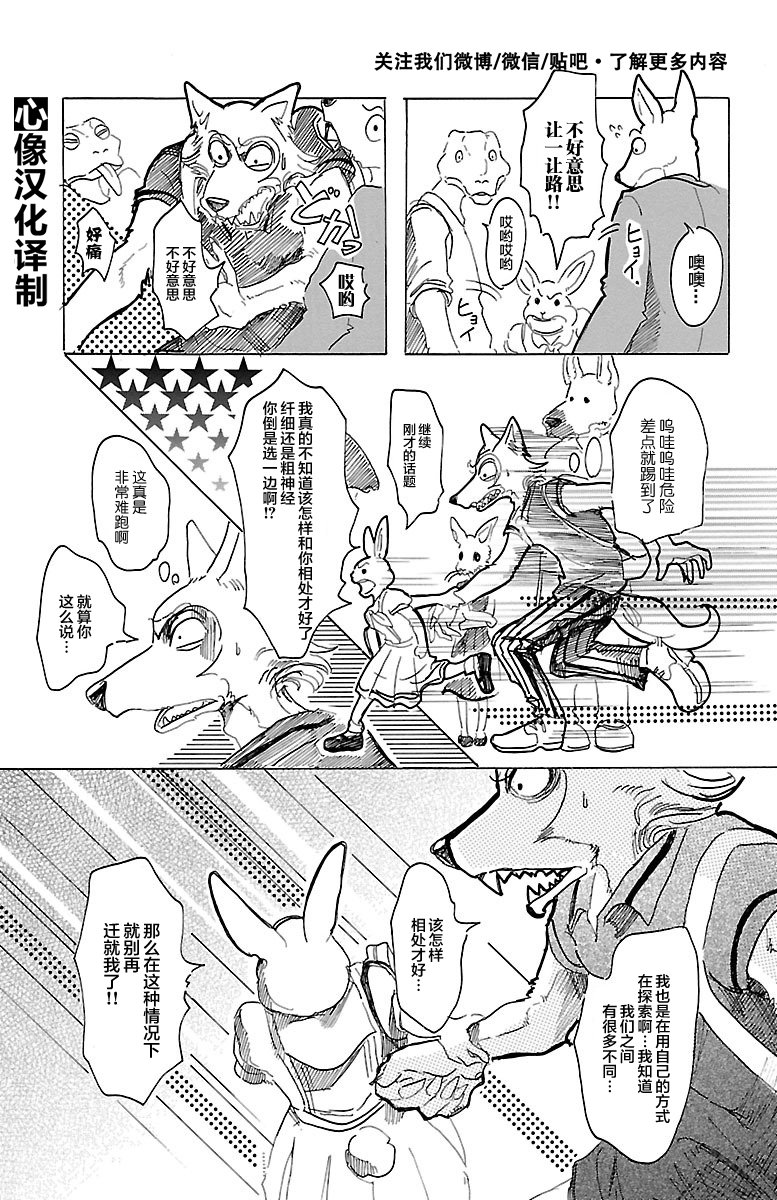 关注我们微博/微信/贴吧·了解更多内容
心像汉化译制
不好意思
让一让路!!
噢噢…
哎哟哎哟
ヒョイ
哎哟
ドカッ
不好意思
不好意思
好痛
呜哇呜哇危险
差点就踢到了
继续
刚才的话题
我真的不知道该怎样和你相处才好了
纤细还是粗神经
你倒是选一边啊!?
这真是
非常难跑啊
就算你
这么说…
我也是在用自己的方式
在探索啊…我知道
我们之间
有很多不同…
该怎样
相处才好…
那么在这种情况下
就别再
迁就我了!!